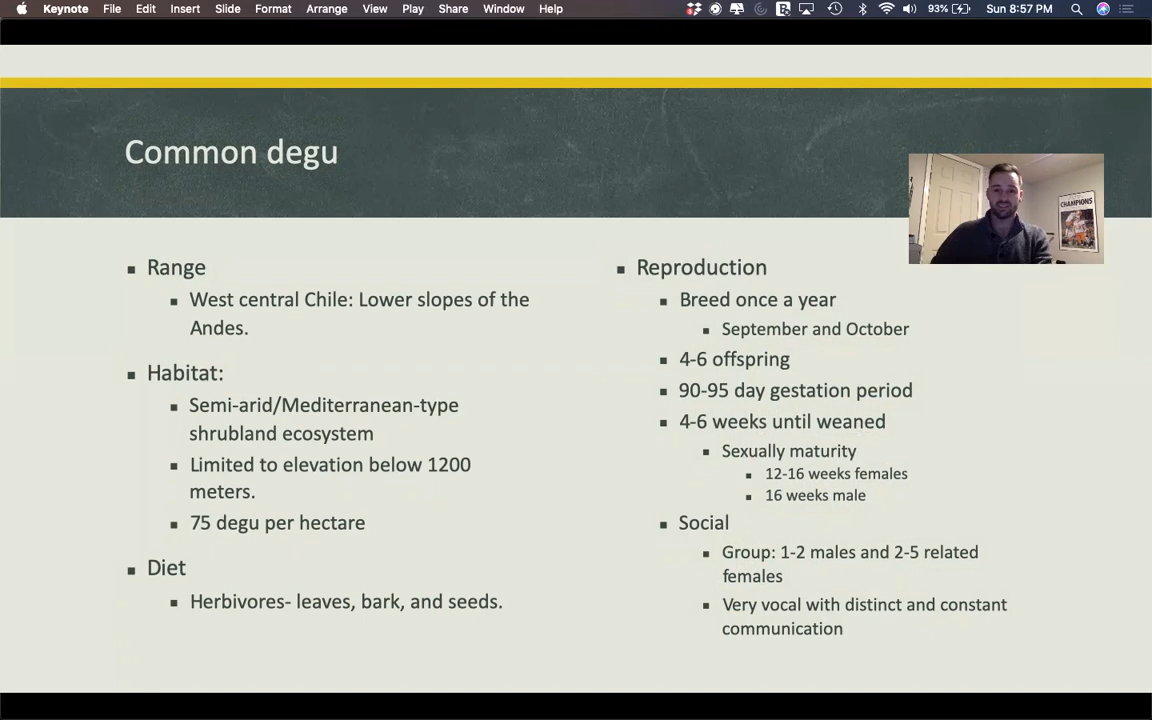 Keynote File Edit Insert Slide Format Arrange View Play Share Window Help 93% Sun 8:57 PM
Common degu
CHAMPIONS
▪ Range
▪ West central Chile: Lower slopes of the
Andes.
▪ Habitat:
▪ Semi-arid/Mediterranean-type
shrubland ecosystem
▪ Limited to elevation below 1200
meters.
▪ 75 degu per hectare
▪ Diet
▪ Herbivores- leaves, bark, and seeds.
▪ Reproduction
▪ Breed once a year
▪ September and October
▪ 4-6 offspring
▪ 90-95 day gestation period
▪ 4-6 weeks until weaned
▪ Sexually maturity
▪ 12-16 weeks females
▪ 16 weeks male
▪ Social
▪ Group: 1-2 males and 2-5 related
females
▪ Very vocal with distinct and constant
communication